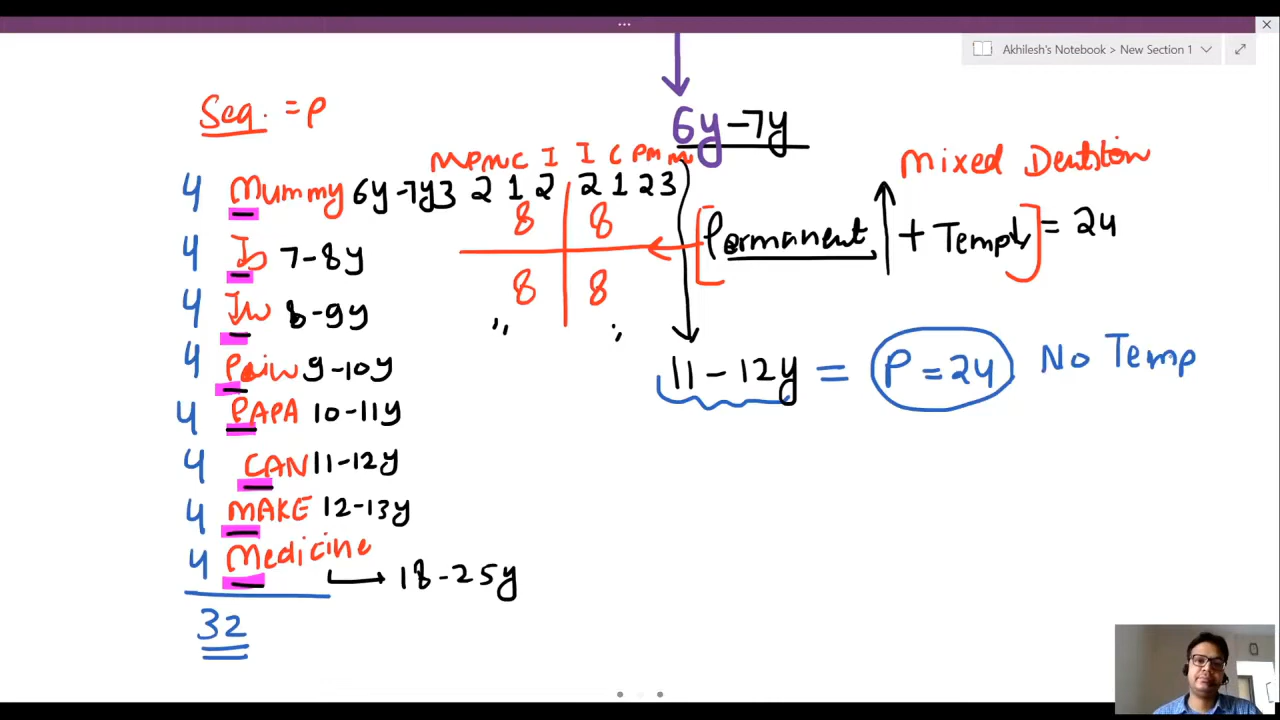 Akhilesh's Notebook > New Section 1
Seq. = P
6y - 7y
M PM C I I C PM M
Mixed Dentition
4 Mummy 6y - 7y 3 2 1 2 2 1 2 3
8 8
[Permanent + Temp] = 24
4 Is 7-8y
8 8
4 In 8-9y
,, ,,
11 - 12y = P = 24 No Temp
4 Pain 9-10y
4 PAPA 10-11y
4 CAN 11-12y
4 MAKE 12-13y
4 Medicine
18-25y
32